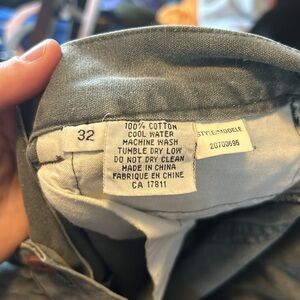 32
100% COTTON
COOL WATER
MACHINE WASH
TUMBLE DRY LOW
DO NOT DRY CLEAN
MADE IN CHINA
FABRIQUE EN CHINE
CA 17811
STYLE/MODELE
20703696